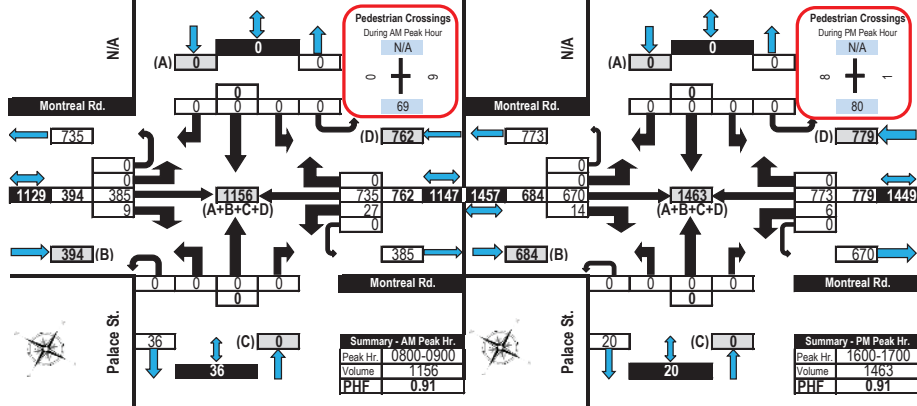 Pedestrian Crossings
During AM Peak Hour
N/A
0 9
69
N/A
0
(A) 0 0
0
0 0 0 0
Montreal Rd.
735
(D) 762
0
0
1129 394 385
9
1156
(A+B+C+D)
0
735 762 1147
27
0
394 (B)
385
0 0 0 0
0
Montreal Rd.
Palace St.
36
(C) 0
36
Summary - AM Peak Hr.
Peak Hr. 0800-0900
Volume 1156
PHF 0.91
Pedestrian Crossings
During PM Peak Hour
N/A
8 1
80
N/A
0
(A) 0 0
0
0 0 0 0
Montreal Rd.
773
(D) 779
0
0
1457 684 670
14
1463
(A+B+C+D)
0
773 779 1449
6
0
684 (B)
670
0 0 0 0
0
Montreal Rd.
Palace St.
20
(C) 0
20
Summary - PM Peak Hr.
Peak Hr. 1600-1700
Volume 1463
PHF 0.91